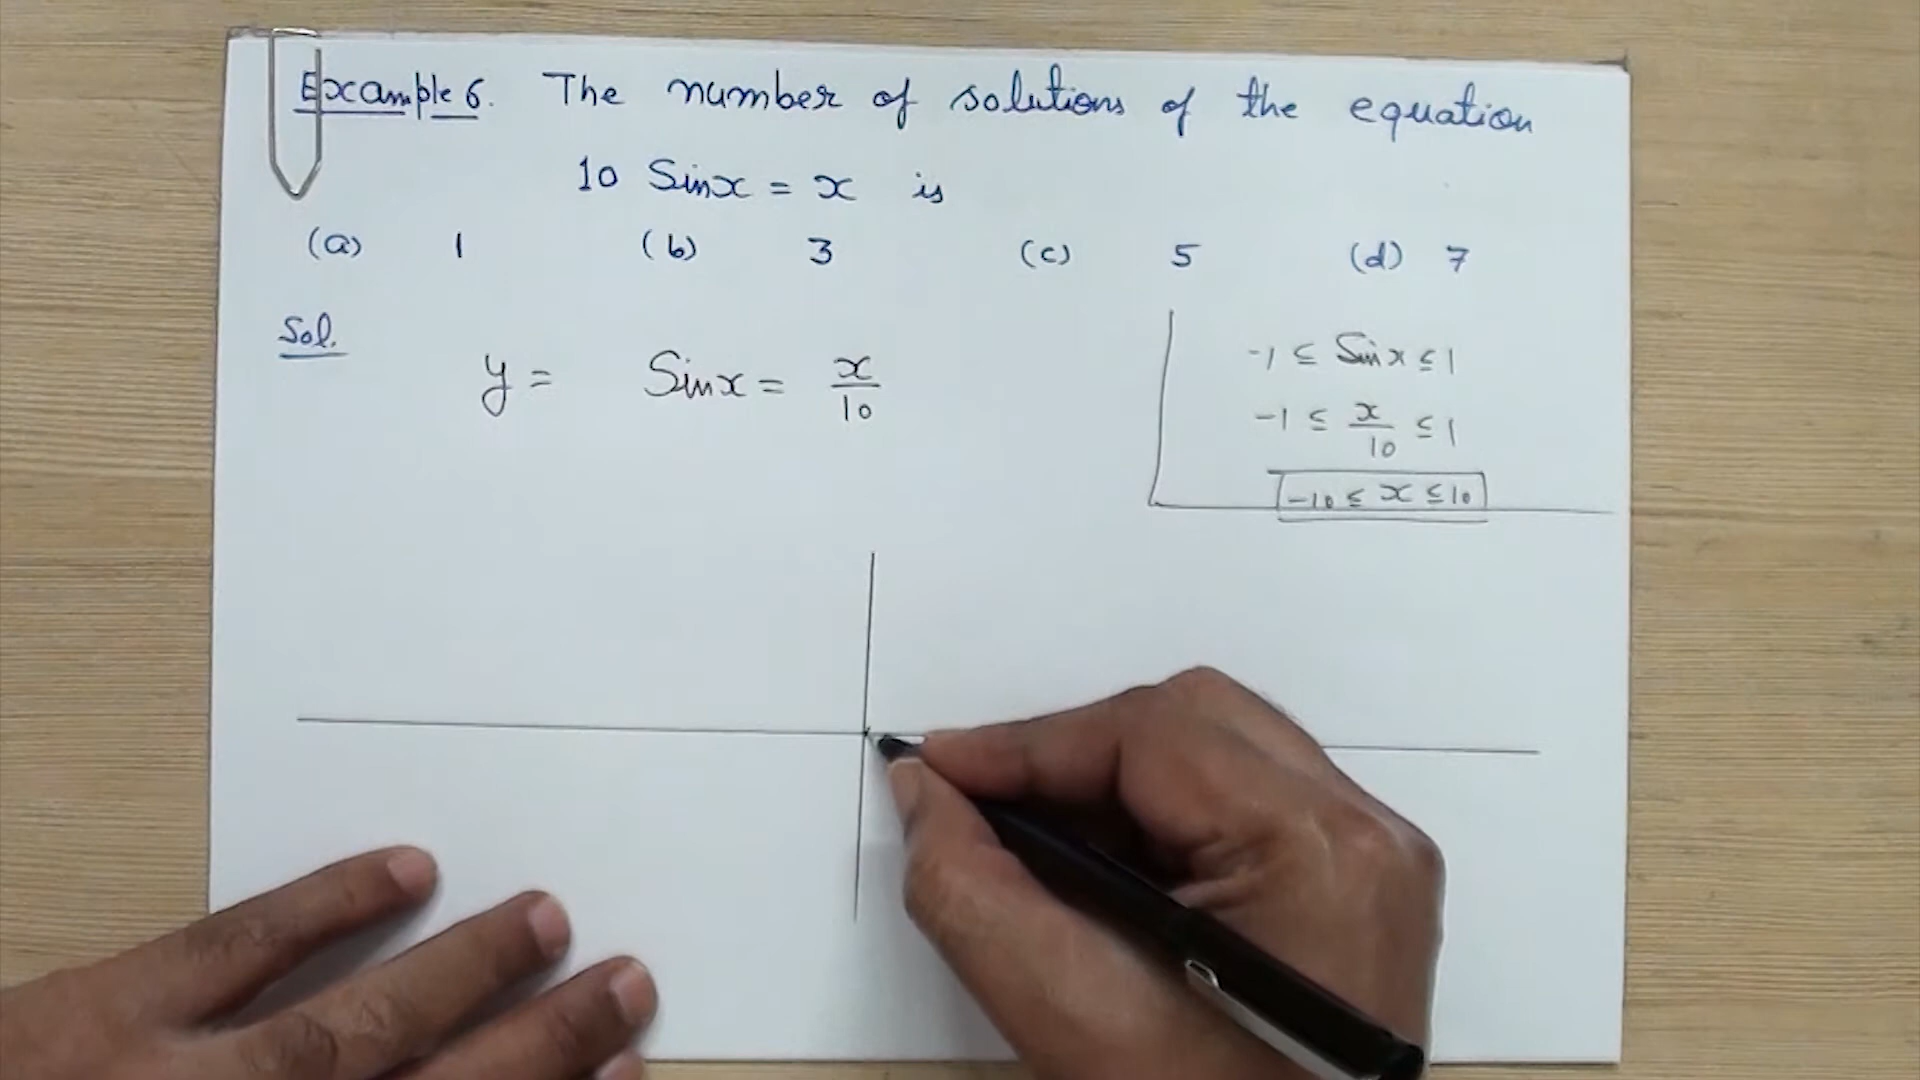 Example 6. The number of solutions of the equation
10 Sinx = x is
(a) 1 (b) 3 (c) 5 (d) 7
Sol.
y = Sinx = x/10
-1 ≤ Sinx ≤ 1
-1 ≤ x/10 ≤ 1
-10 ≤ x ≤ 10